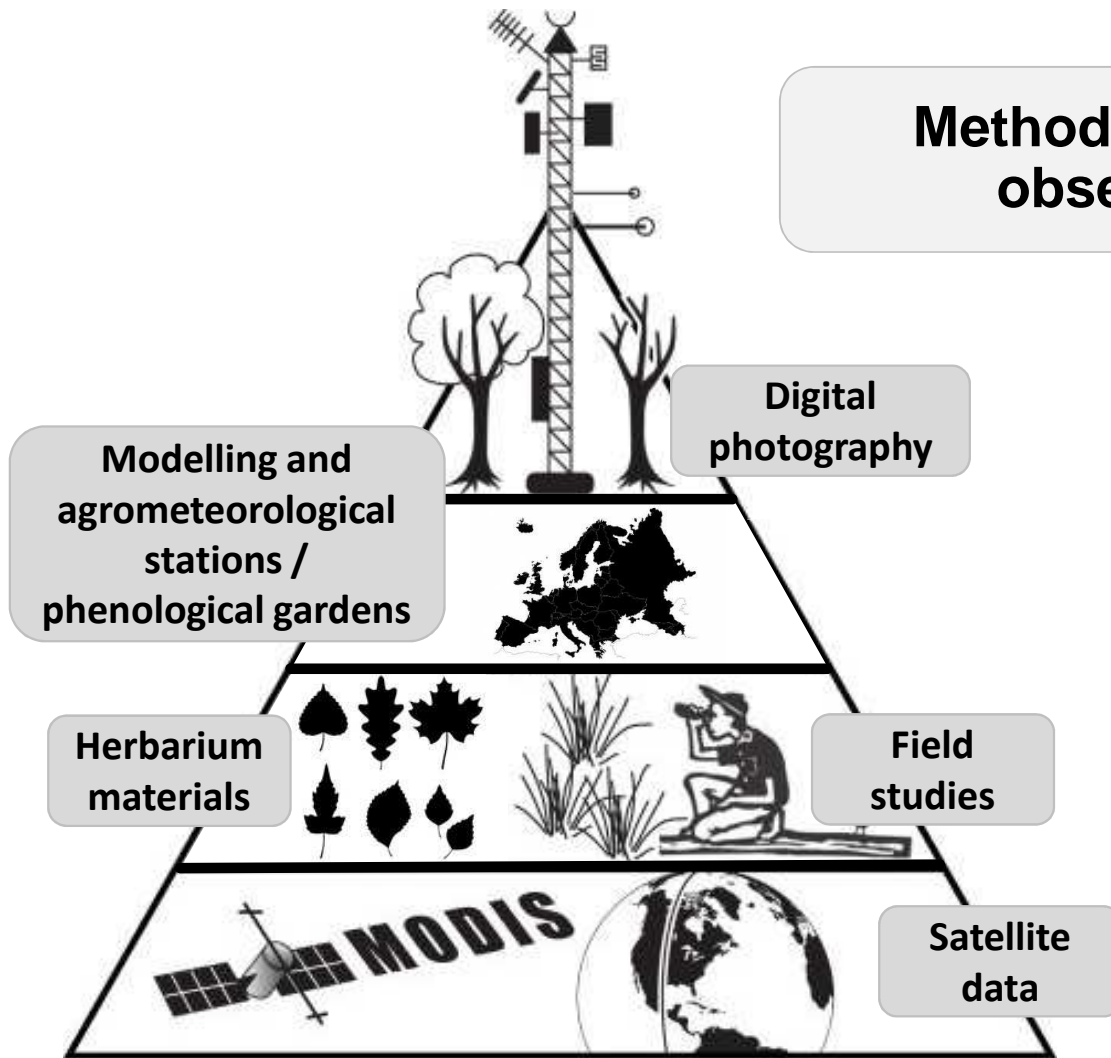 Method
obse
Digital
photography
Modelling and
agrometeorological
stations /
phenological gardens
Herbarium
materials
Field
studies
MODIS
Satellite
data